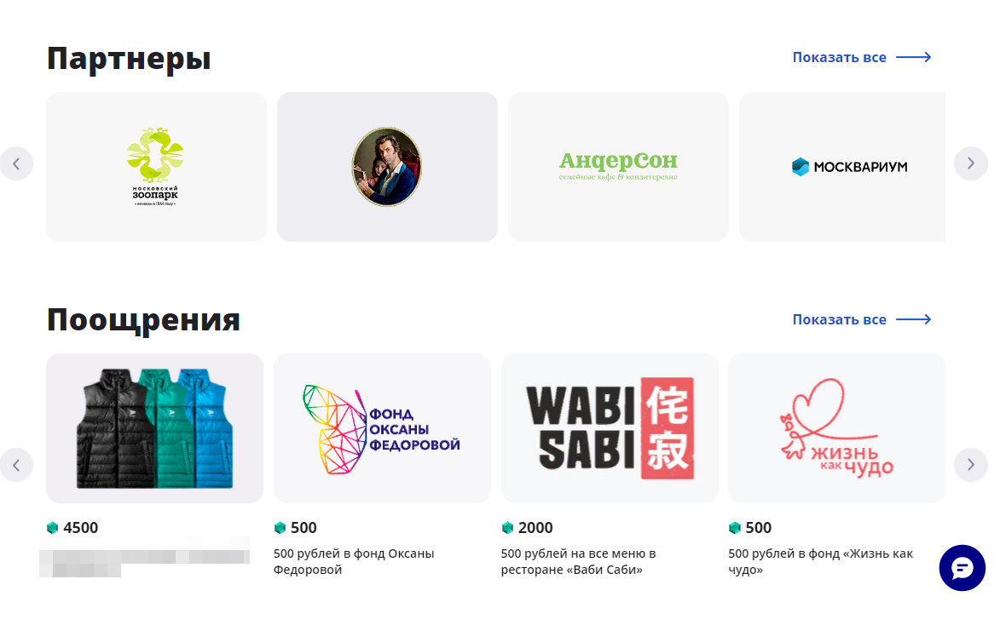 Партнеры
Показать все
московский
зоопарк
• основан в 1864 году •
АндерСон
семейные кафе & кондитерские
МОСКВАРИУМ
Поощрения
Показать все
ФОНД
ОКСАНЫ
ФЕДОРОВОЙ
WABI
SABI
侘
寂
жизнь
как чудо
4500
500
500 рублей в фонд Оксаны
Федоровой
2000
500 рублей на все меню в
ресторане «Ваби Саби»
500
500 рублей в фонд «Жизнь как
чудо»